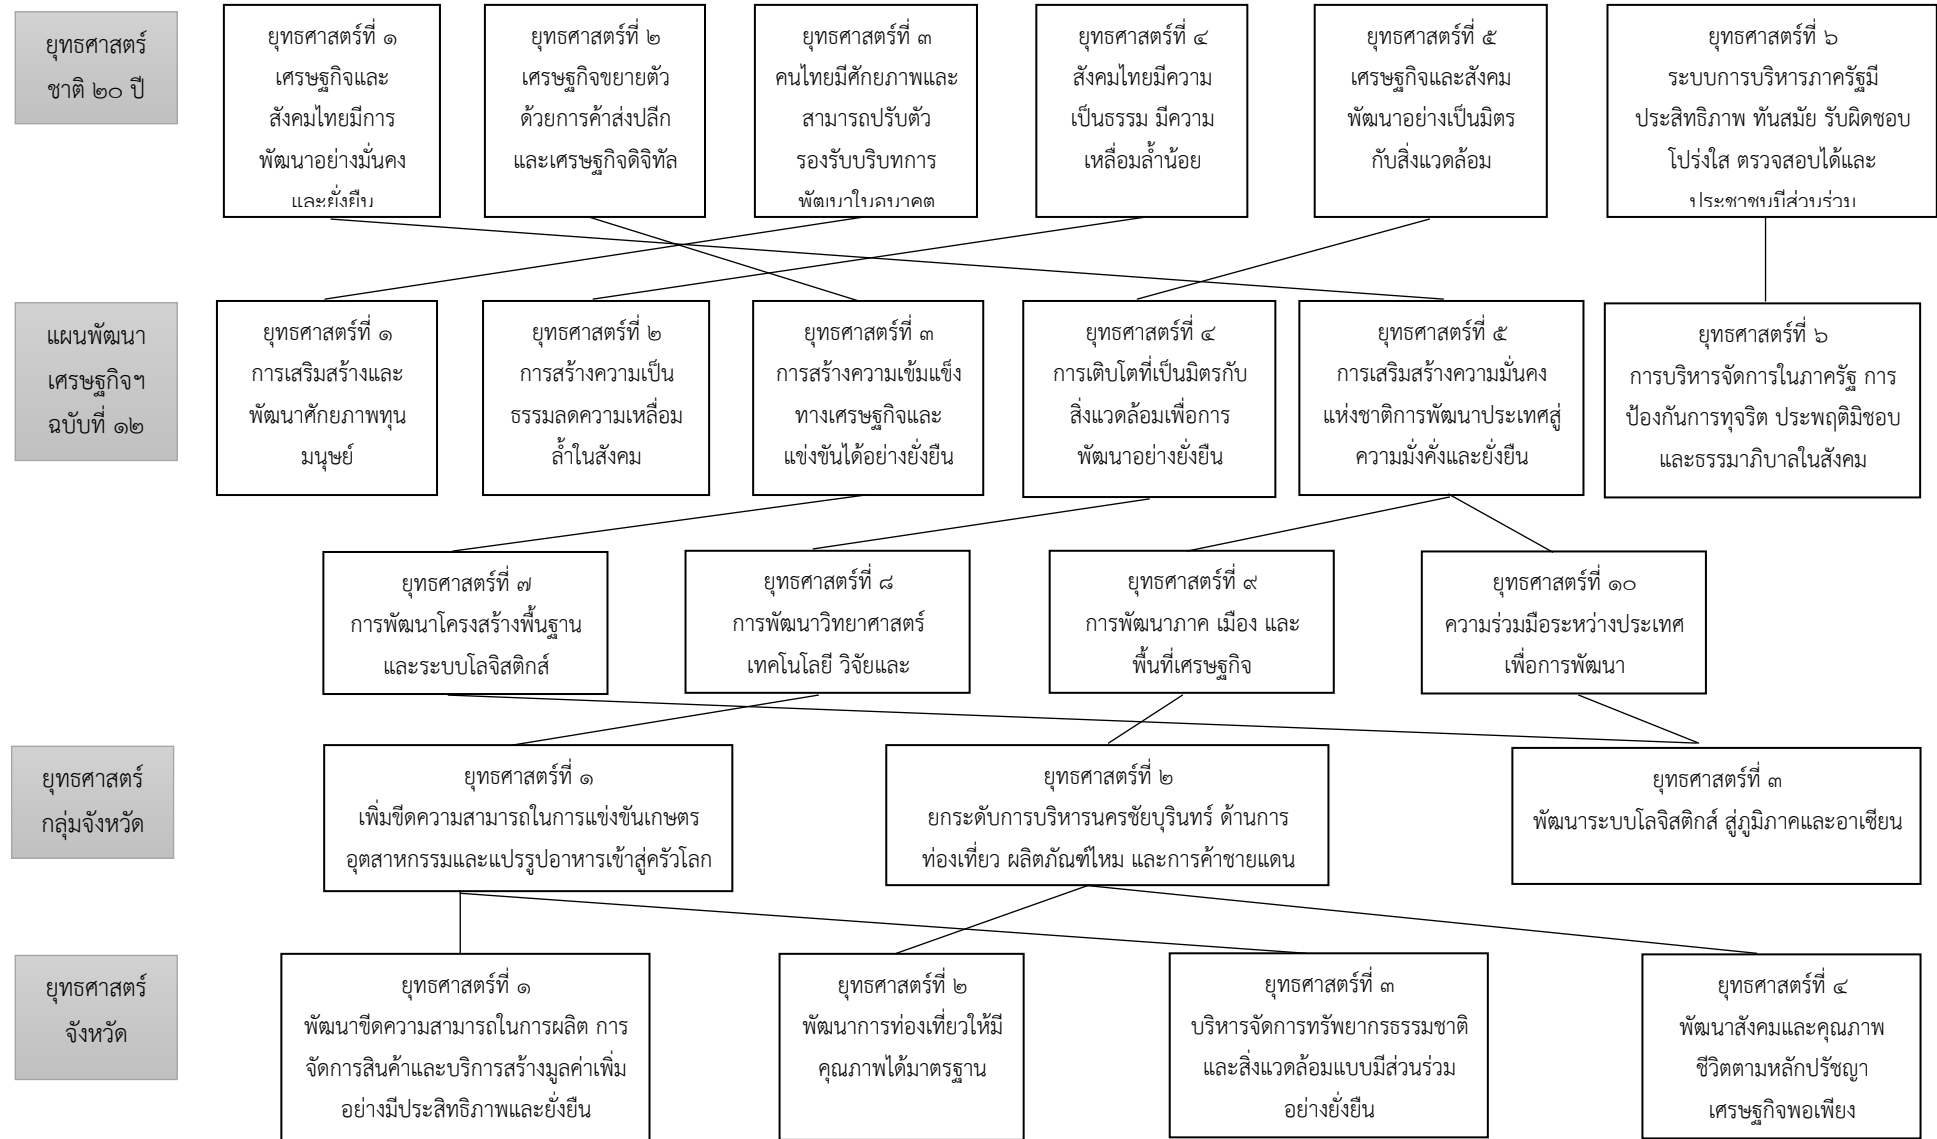 ยุทธศาสตร์
ชาติ ๒๐ ปี
ยุทธศาสตร์ที่ ๑
เศรษฐกิจและ
สังคมไทยมีการ
พัฒนาอย่างมั่นคง
และยั่งยืน
ยุทธศาสตร์ที่ ๒
เศรษฐกิจขยายตัว
ด้วยการค้าส่งปลีก
และเศรษฐกิจดิจิทัล
ยุทธศาสตร์ที่ ๓
คนไทยมีศักยภาพและ
สามารถปรับตัว
รองรับบริบทการ
พัฒนาในอนาคต
ยุทธศาสตร์ที่ ๔
สังคมไทยมีความ
เป็นธรรม มีความ
เหลื่อมล้ำน้อย
ยุทธศาสตร์ที่ ๕
เศรษฐกิจและสังคม
พัฒนาอย่างเป็นมิตร
กับสิ่งแวดล้อม
ยุทธศาสตร์ที่ ๖
ระบบการบริหารภาครัฐมี
ประสิทธิภาพ ทันสมัย รับผิดชอบ
โปร่งใส ตรวจสอบได้และ
ประชาชนมีส่วนร่วม
แผนพัฒนา
เศรษฐกิจฯ
ฉบับที่ ๑๒
ยุทธศาสตร์ที่ ๑
การเสริมสร้างและ
พัฒนาศักยภาพทุน
มนุษย์
ยุทธศาสตร์ที่ ๒
การสร้างความเป็น
ธรรมลดความเหลื่อม
ล้ำในสังคม
ยุทธศาสตร์ที่ ๓
การสร้างความเข้มแข็ง
ทางเศรษฐกิจและ
แข่งขันได้อย่างยั่งยืน
ยุทธศาสตร์ที่ ๔
การเติบโตที่เป็นมิตรกับ
สิ่งแวดล้อมเพื่อการ
พัฒนาอย่างยั่งยืน
ยุทธศาสตร์ที่ ๕
การเสริมสร้างความมั่นคง
แห่งชาติการพัฒนาประเทศสู่
ความมั่งคั่งและยั่งยืน
ยุทธศาสตร์ที่ ๖
การบริหารจัดการในภาครัฐ การ
ป้องกันการทุจริต ประพฤติมิชอบ
และธรรมาภิบาลในสังคม
ยุทธศาสตร์ที่ ๗
การพัฒนาโครงสร้างพื้นฐาน
และระบบโลจิสติกส์
ยุทธศาสตร์ที่ ๘
การพัฒนาวิทยาศาสตร์
เทคโนโลยี วิจัยและ
ยุทธศาสตร์ที่ ๙
การพัฒนาภาค เมือง และ
พื้นที่เศรษฐกิจ
ยุทธศาสตร์ที่ ๑๐
ความร่วมมือระหว่างประเทศ
เพื่อการพัฒนา
ยุทธศาสตร์
กลุ่มจังหวัด
ยุทธศาสตร์ที่ ๑
เพิ่มขีดความสามารถในการแข่งขันเกษตร
อุตสาหกรรมและแปรรูปอาหารเข้าสู่ครัวโลก
ยุทธศาสตร์ที่ ๒
ยกระดับการบริหารนครชัยบุรินทร์ ด้านการ
ท่องเที่ยว ผลิตภัณฑ์ไหม และการค้าชายแดน
ยุทธศาสตร์ที่ ๓
พัฒนาระบบโลจิสติกส์ สู่ภูมิภาคและอาเซียน
ยุทธศาสตร์
จังหวัด
ยุทธศาสตร์ที่ ๑
พัฒนาขีดความสามารถในการผลิต การ
จัดการสินค้าและบริการสร้างมูลค่าเพิ่ม
อย่างมีประสิทธิภาพและยั่งยืน
ยุทธศาสตร์ที่ ๒
พัฒนาการท่องเที่ยวให้มี
คุณภาพได้มาตรฐาน
ยุทธศาสตร์ที่ ๓
บริหารจัดการทรัพยากรธรรมชาติ
และสิ่งแวดล้อมแบบมีส่วนร่วม
อย่างยั่งยืน
ยุทธศาสตร์ที่ ๔
พัฒนาสังคมและคุณภาพ
ชีวิตตามหลักปรัชญา
เศรษฐกิจพอเพียง